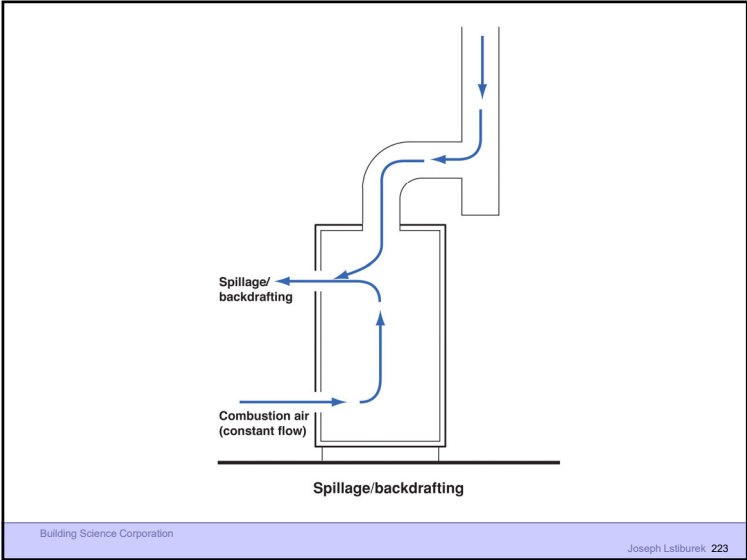 Spillage/
backdrafting
Combustion air
(constant flow)
Spillage/backdrafting
Building Science Corporation
Joseph Lstiburek 223